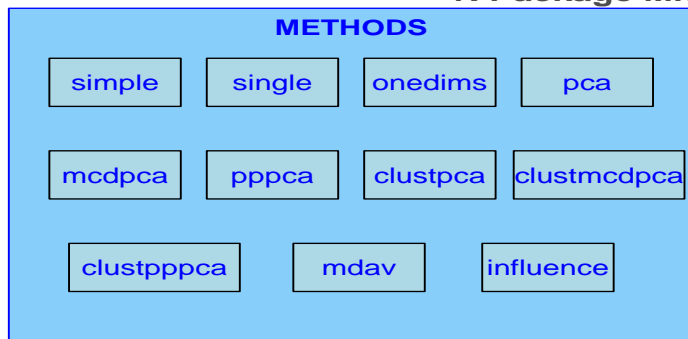 METHODS
simple single onedims pca
mcdpca pppca clustpca clustmcdpca
clustpppca mdav influence